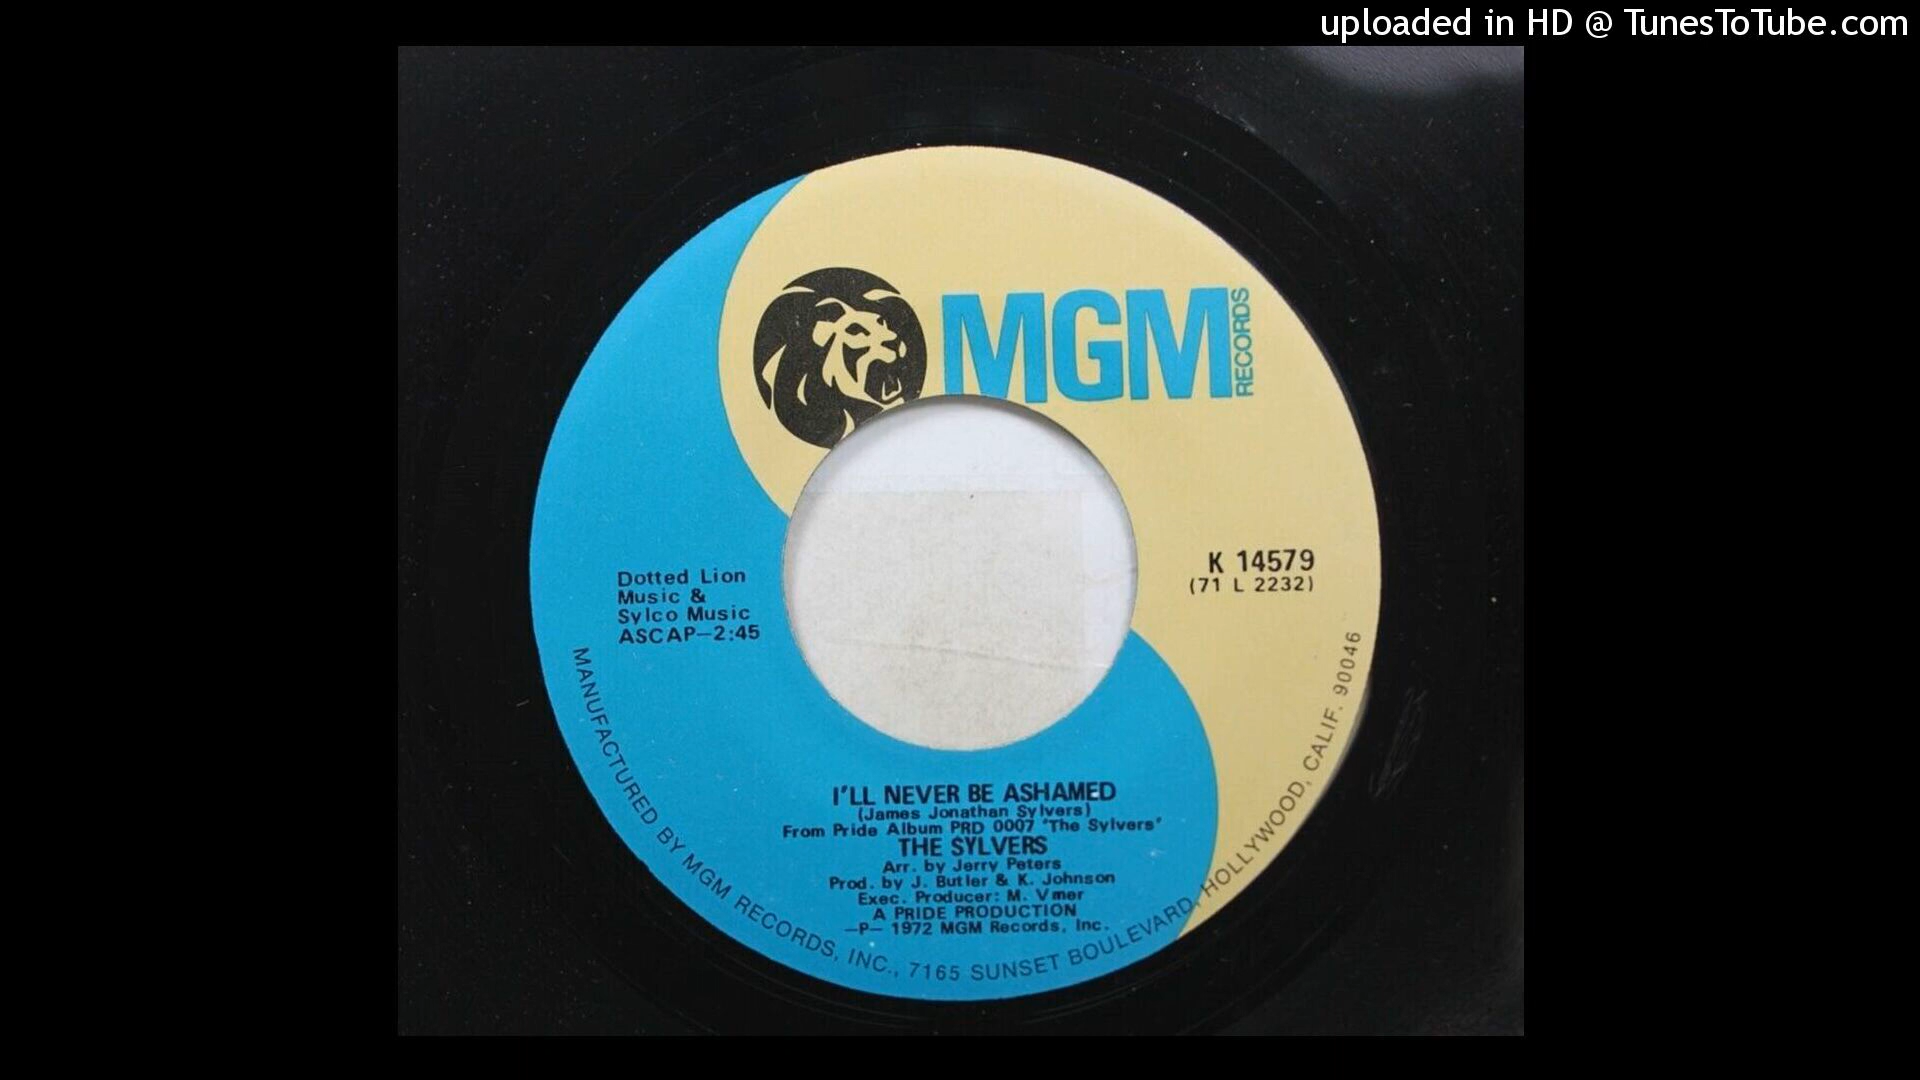 uploaded in HD @ TunesToTube.com
MGM
RECORDS
K 14579
(71 L 2232)
Dotted Lion
Music &
Sylco Music
ASCAP—2:45
I'LL NEVER BE ASHAMED
(James Jonathan Sylvers)
From Pride Album PRD 0007 "The Sylvers"
THE SYLVERS
Arr. by Jerry Peters
Prod. by J. Butler & K. Johnson
Exec. Producer: M. Vmer
A PRIDE PRODUCTION
—P— 1972 MGM Records, Inc.
MANUFACTURED BY MGM RECORDS, INC., 7165 SUNSET BOULEVARD, HOLLYWOOD, CALIF. 90046